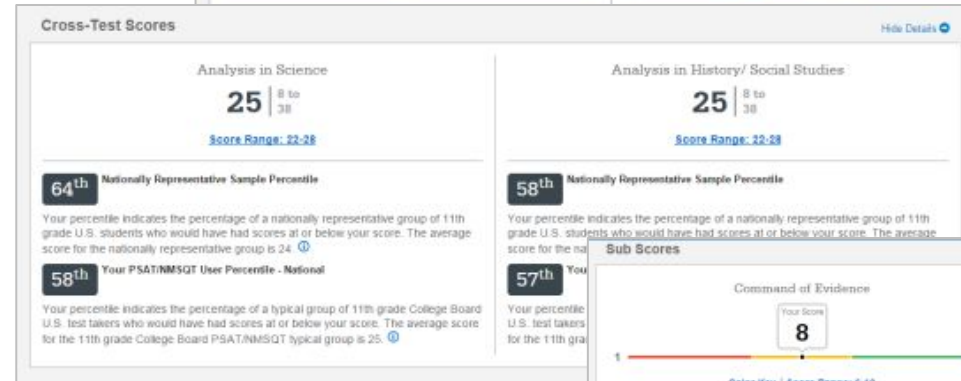 Cross-Test Scores
Hide Details
Analysis in Science
25 8 to 38
Score Range: 22-28
64th Nationally Representative Sample Percentile
Your percentile indicates the percentage of a nationally representative group of 11th
grade U.S. students who would have had scores at or below your score. The average
score for the nationally representative group is 24.
58th Your PSAT/NMSQT User Percentile - National
Your percentile indicates the percentage of a typical group of 11th grade College Board
U.S. test takers who would have had scores at or below your score. The average score
for the 11th grade College Board PSAT/NMSQT typical group is 25.
Analysis in History/ Social Studies
25 8 to 38
Score Range: 22-28
58th Nationally Representative Sample Percentile
Your percentile indicates the percentage of a nationally representative group of 11th
grade U.S. students who would have had scores at or below your score. The average
score for the na
57th You
Your percentile
U.S. test takers
for the 11th gra
Sub Scores
Command of Evidence
Your Score
8
1